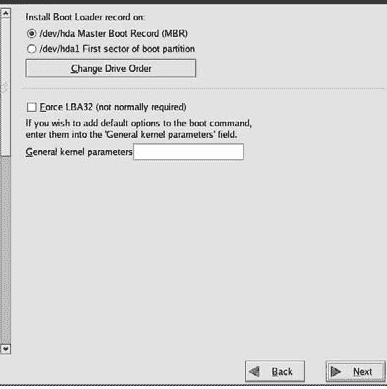 Install Boot Loader record on:
/dev/hda Master Boot Record (MBR)
/dev/hda1 First sector of boot partition
Change Drive Order
Force LBA32 (not normally required)
If you wish to add default options to the boot command,
enter them into the 'General kernel parameters' field.
General kernel parameters
Back
Next